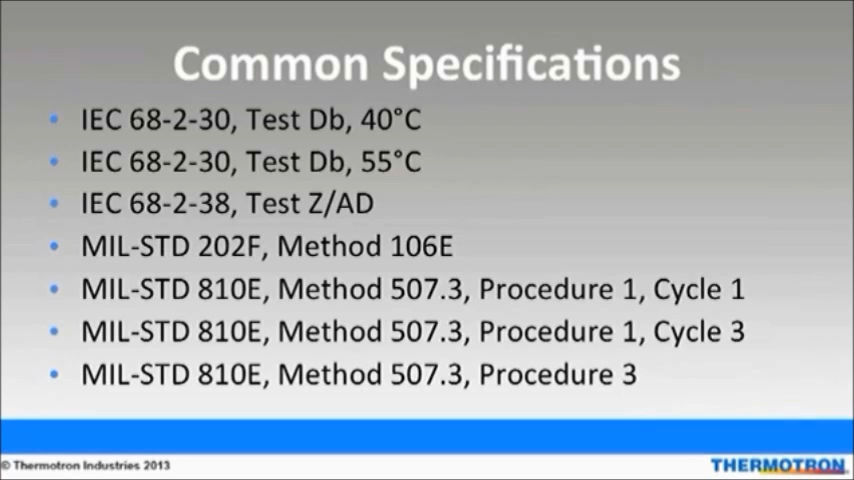 Common Specifications
• IEC 68-2-30, Test Db, 40°C
• IEC 68-2-30, Test Db, 55°C
• IEC 68-2-38, Test Z/AD
• MIL-STD 202F, Method 106E
• MIL-STD 810E, Method 507.3, Procedure 1, Cycle 1
• MIL-STD 810E, Method 507.3, Procedure 1, Cycle 3
• MIL-STD 810E, Method 507.3, Procedure 3
© Thermotron Industries 2013
THERMOTRON